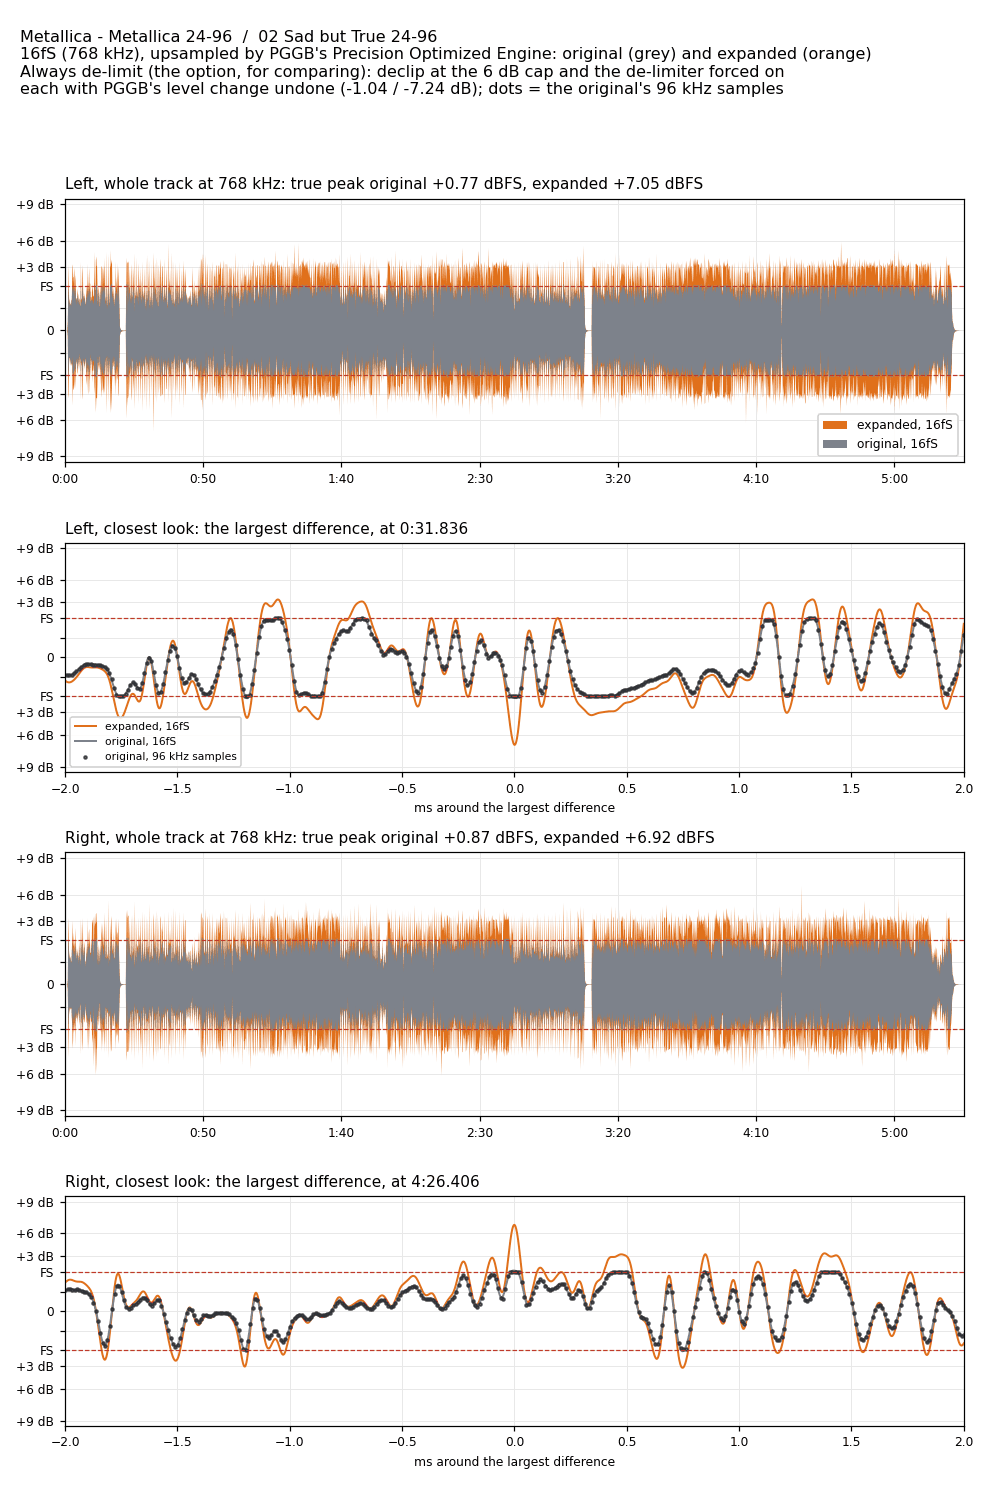 Metallica - Metallica 24-96  /  02 Sad but True 24-96
16fS (768 kHz), upsampled by PGGB's Precision Optimized Engine: original (grey) and expanded (orange)
Always de-limit (the option, for comparing): declip at the 6 dB cap and the de-limiter forced on
each with PGGB's level change undone (-1.04 / -7.24 dB); dots = the original's 96 kHz samples
Left, whole track at 768 kHz: true peak original +0.77 dBFS, expanded +7.05 dBFS
+9 dB
+6 dB
+3 dB
FS
0
FS
+3 dB
+6 dB
+9 dB
expanded, 16fS
original, 16fS
0:00 0:50 1:40 2:30 3:20 4:10 5:00
Left, closest look: the largest difference, at 0:31.836
+9 dB
+6 dB
+3 dB
FS
0
FS
+3 dB
+6 dB
+9 dB
expanded, 16fS
original, 16fS
original, 96 kHz samples
−2.0 −1.5 −1.0 −0.5 0.0 0.5 1.0 1.5 2.0
ms around the largest difference
Right, whole track at 768 kHz: true peak original +0.87 dBFS, expanded +6.92 dBFS
+9 dB
+6 dB
+3 dB
FS
0
FS
+3 dB
+6 dB
+9 dB
0:00 0:50 1:40 2:30 3:20 4:10 5:00
Right, closest look: the largest difference, at 4:26.406
+9 dB
+6 dB
+3 dB
FS
0
FS
+3 dB
+6 dB
+9 dB
−2.0 −1.5 −1.0 −0.5 0.0 0.5 1.0 1.5 2.0
ms around the largest difference